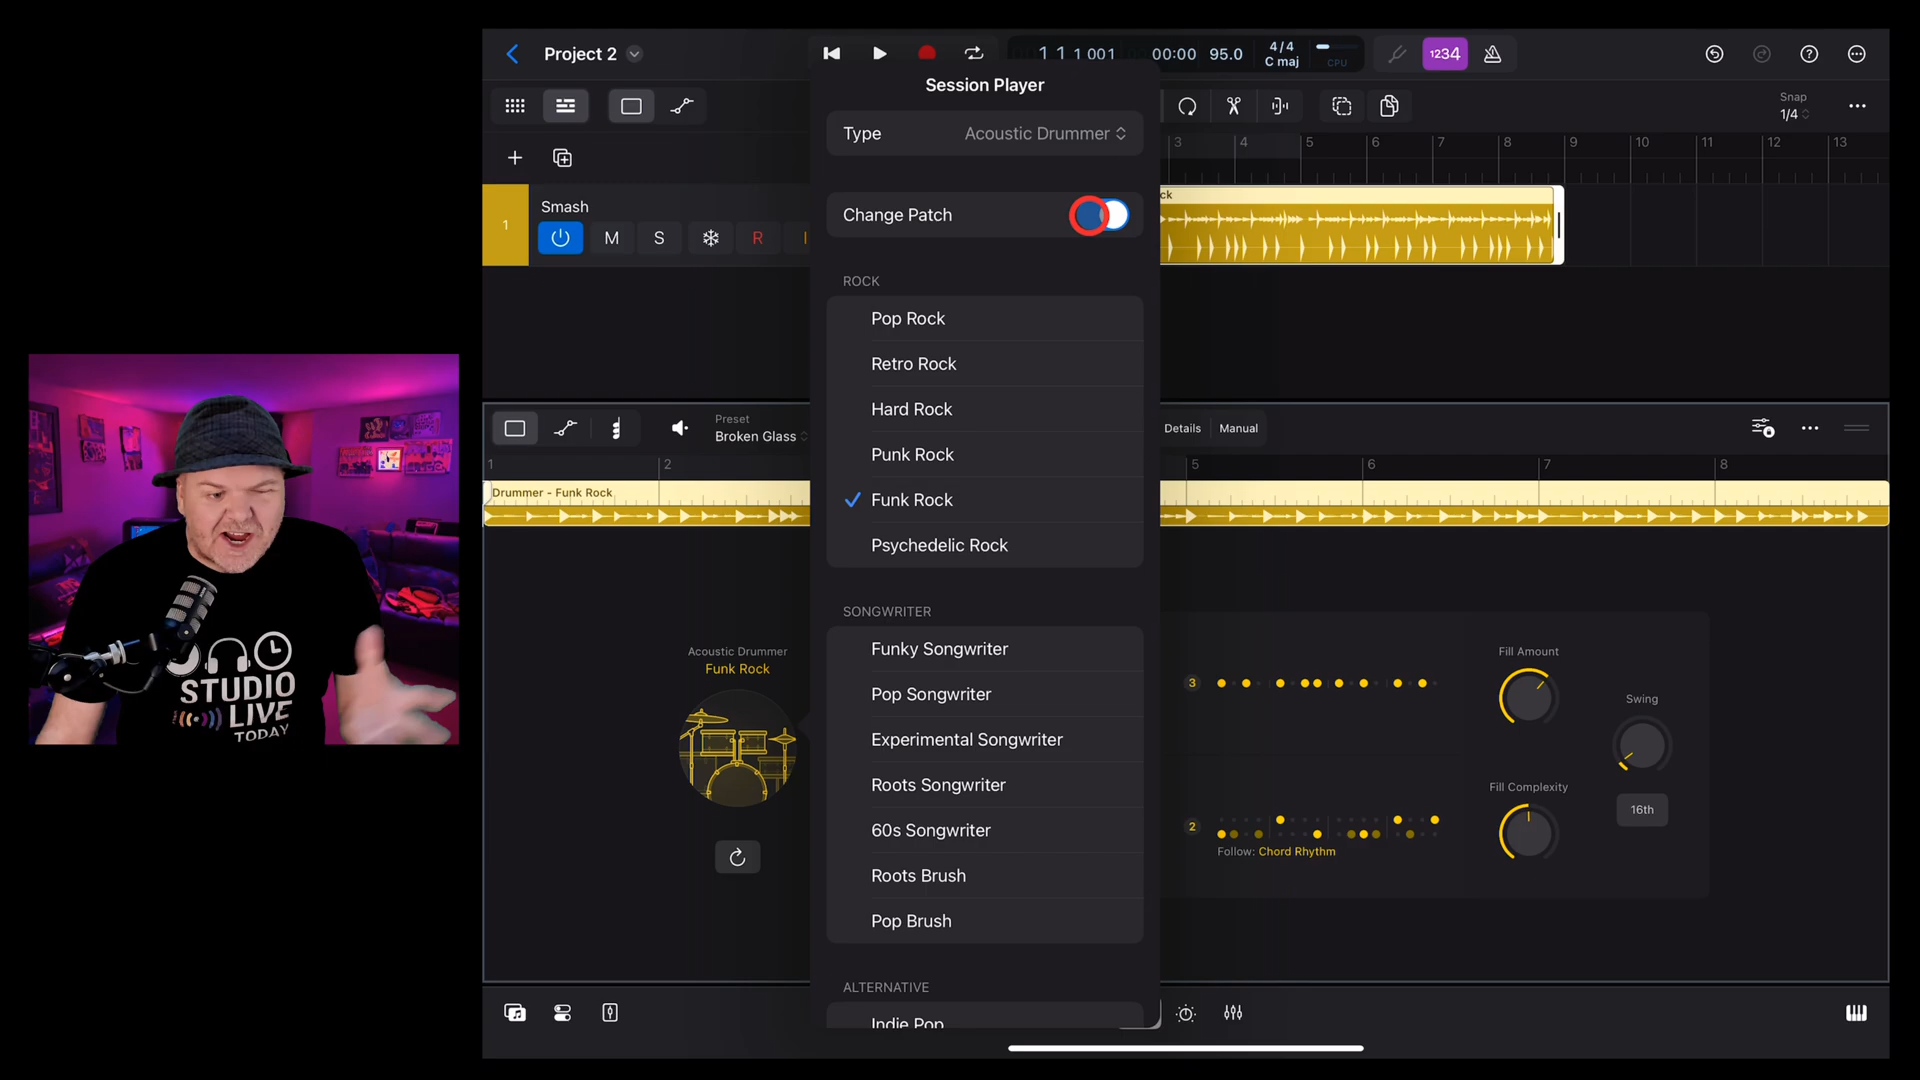 Project 2
1 1 1 001
00:00
95.0
4/4
C maj
CPU
1234
Session Player
Type
Acoustic Drummer
Snap
1/4
3 4 5 6 7 8 9 10 11 12 13
Change Patch
1
Smash
M S R I
ck
ROCK
Pop Rock
Retro Rock
Hard Rock
Punk Rock
Funk Rock
Psychedelic Rock
Preset
Broken Glass
Details
Manual
1 2 5 6 7 8
Drummer - Funk Rock
SONGWRITER
Funky Songwriter
Pop Songwriter
Experimental Songwriter
Roots Songwriter
60s Songwriter
Roots Brush
Pop Brush
ALTERNATIVE
Indie Pop
Acoustic Drummer
Funk Rock
3
2
Follow: Chord Rhythm
Fill Amount
Swing
Fill Complexity
16th
STUDIO
LIVE
TODAY